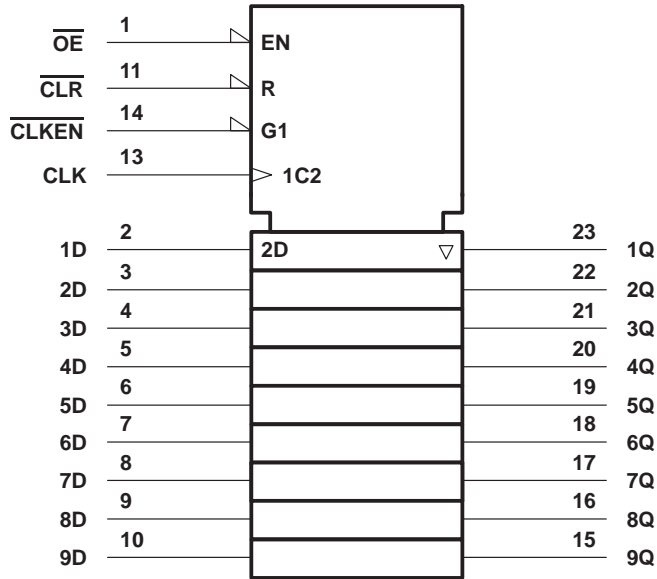 1
OE
EN
11
CLR
R
14
CLKEN
G1
13
CLK
1C2
2
23
1D
2D
1Q
3
22
2D
2Q
4
21
3D
3Q
5
20
4D
4Q
6
19
5D
5Q
7
18
6D
6Q
8
17
7D
7Q
9
16
8D
8Q
10
15
9D
9Q